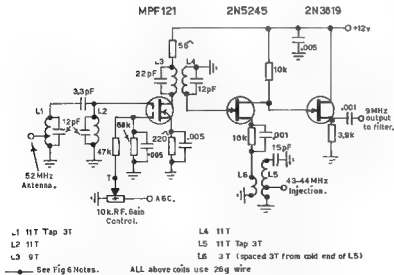 MPF121 2N5245 2N3819
+12v.
56
.005
L3 L4
22pF
12pF
10k
3,3pF
L1 L2
12pF
68k
220
.005
.005
47k
18k
.001
.001
3,9k
9MHz output to filter.
52 MHz Antenna.
T
15pF
L6 L5
43-44MHz Injection.
10k R.F. Gain Control.
A G C.
L1 11T Tap 3T
L2 11T
L3 9T
L4 11T
L5 11T Tap 3T
L6 3T (spaced 3T from cold end of L5)
See Fig 6 Notes. ALL above coils use 26g wire